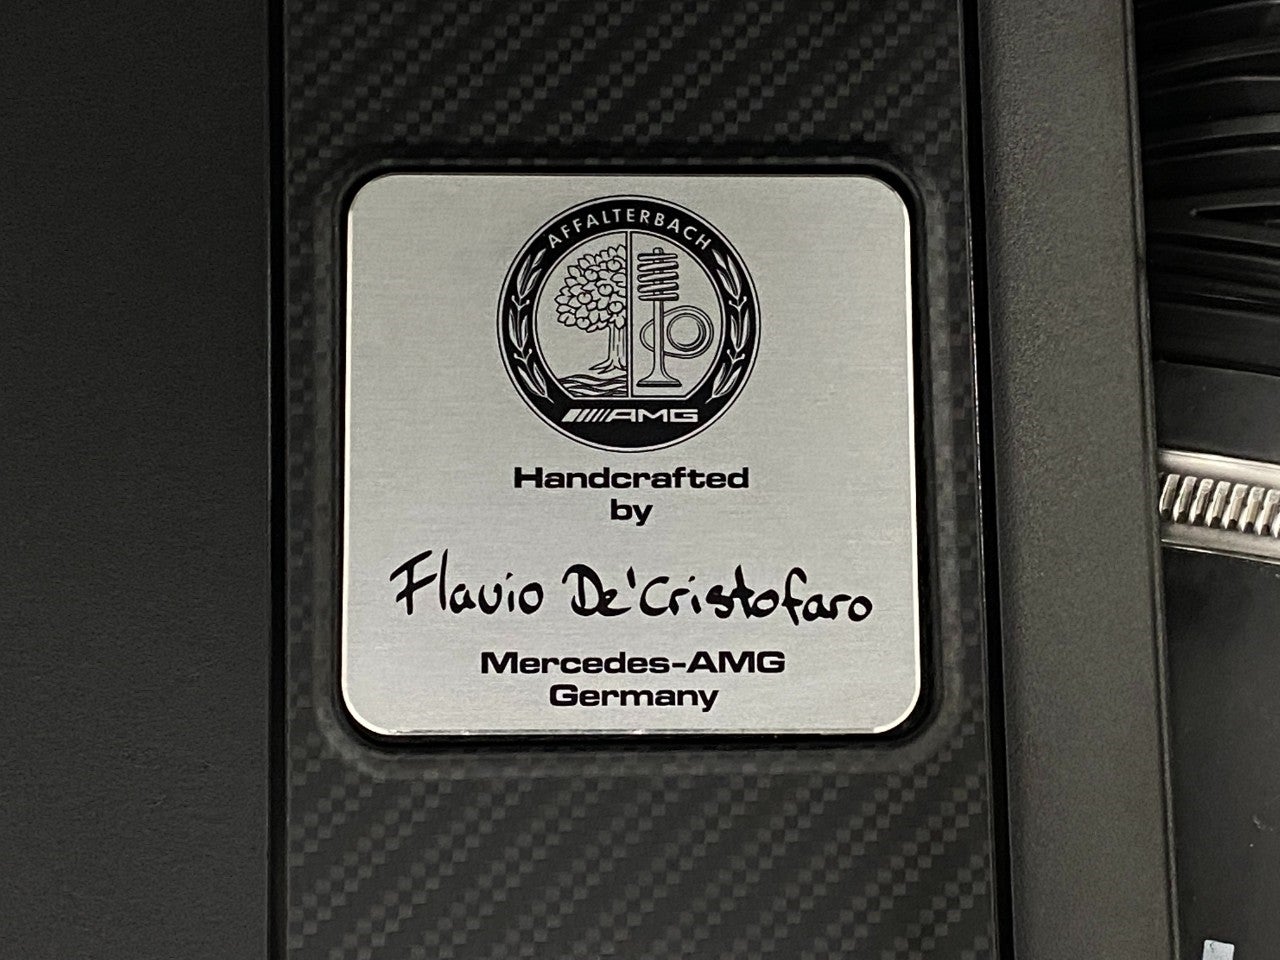 AFFALTERBACH
AMG
Handcrafted
by
Flavio De'Cristofaro
Mercedes-AMG
Germany